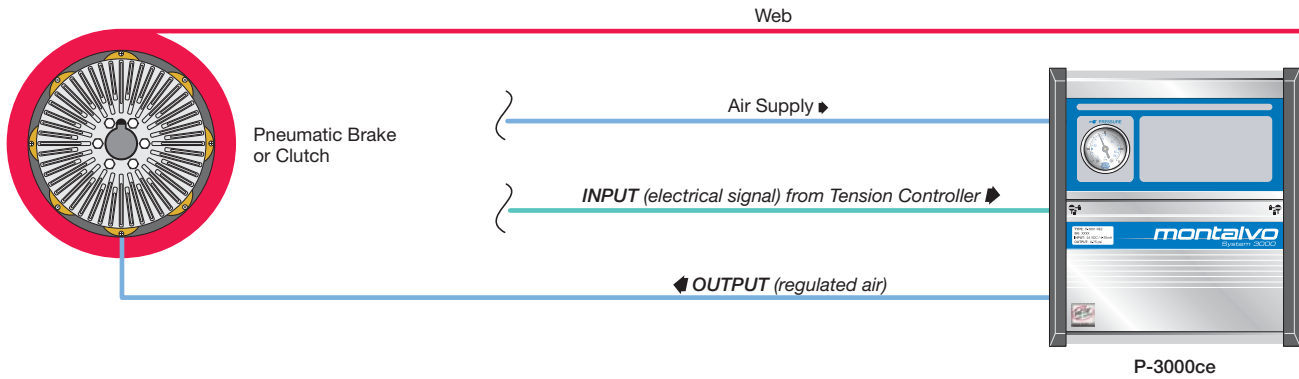 Web
Air Supply
Pneumatic Brake
or Clutch
PRESSURE
INPUT (electrical signal) from Tension Controller
montalvo
System 3000
OUTPUT (regulated air)
P-3000ce